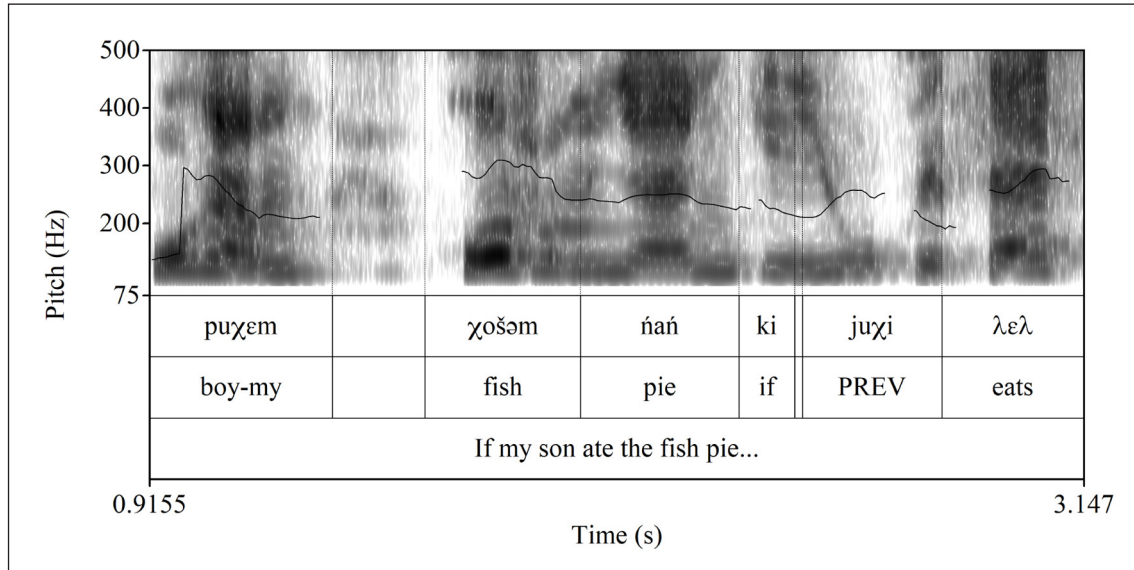 500
400
300
200
75
Pitch (Hz)
puχɛm χošəm ńań ki juχi λɛλ
boy-my fish pie if PREV eats
If my son ate the fish pie...
0.9155 3.147
Time (s)